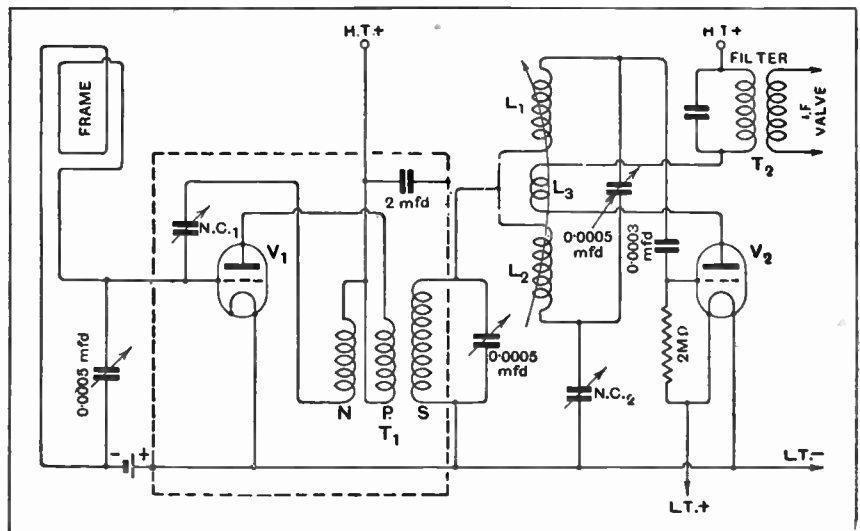 H.T.+
H.T.+
FILTER
FRAME
L₁
I.F. VALVE
T₂
2 mfd
L₃
N.C.₁
V₁
0·0005 mfd
0·0003 mfd
V₂
L₂
0·0005 mfd
0·0005 mfd
2MΩ
N
P.
S
T₁
N.C.₂
- +
L.T.-
L.T.+